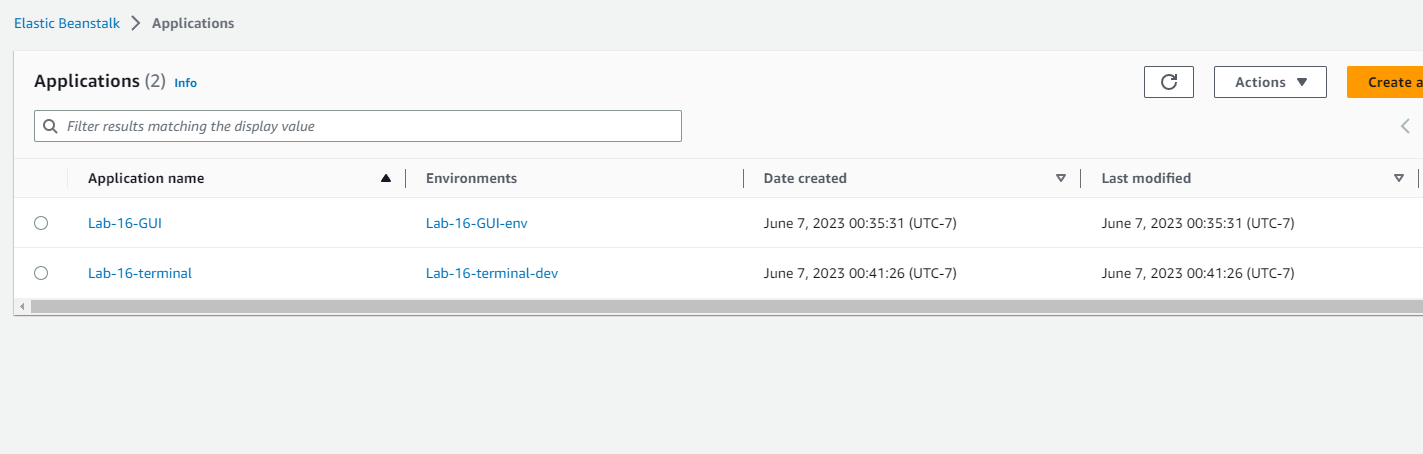 Elastic Beanstalk > Applications
Applications (2) Info
Actions
Create a
Filter results matching the display value
Application name Environments Date created Last modified
Lab-16-GUI Lab-16-GUI-env June 7, 2023 00:35:31 (UTC-7) June 7, 2023 00:35:31 (UTC-7)
Lab-16-terminal Lab-16-terminal-dev June 7, 2023 00:41:26 (UTC-7) June 7, 2023 00:41:26 (UTC-7)